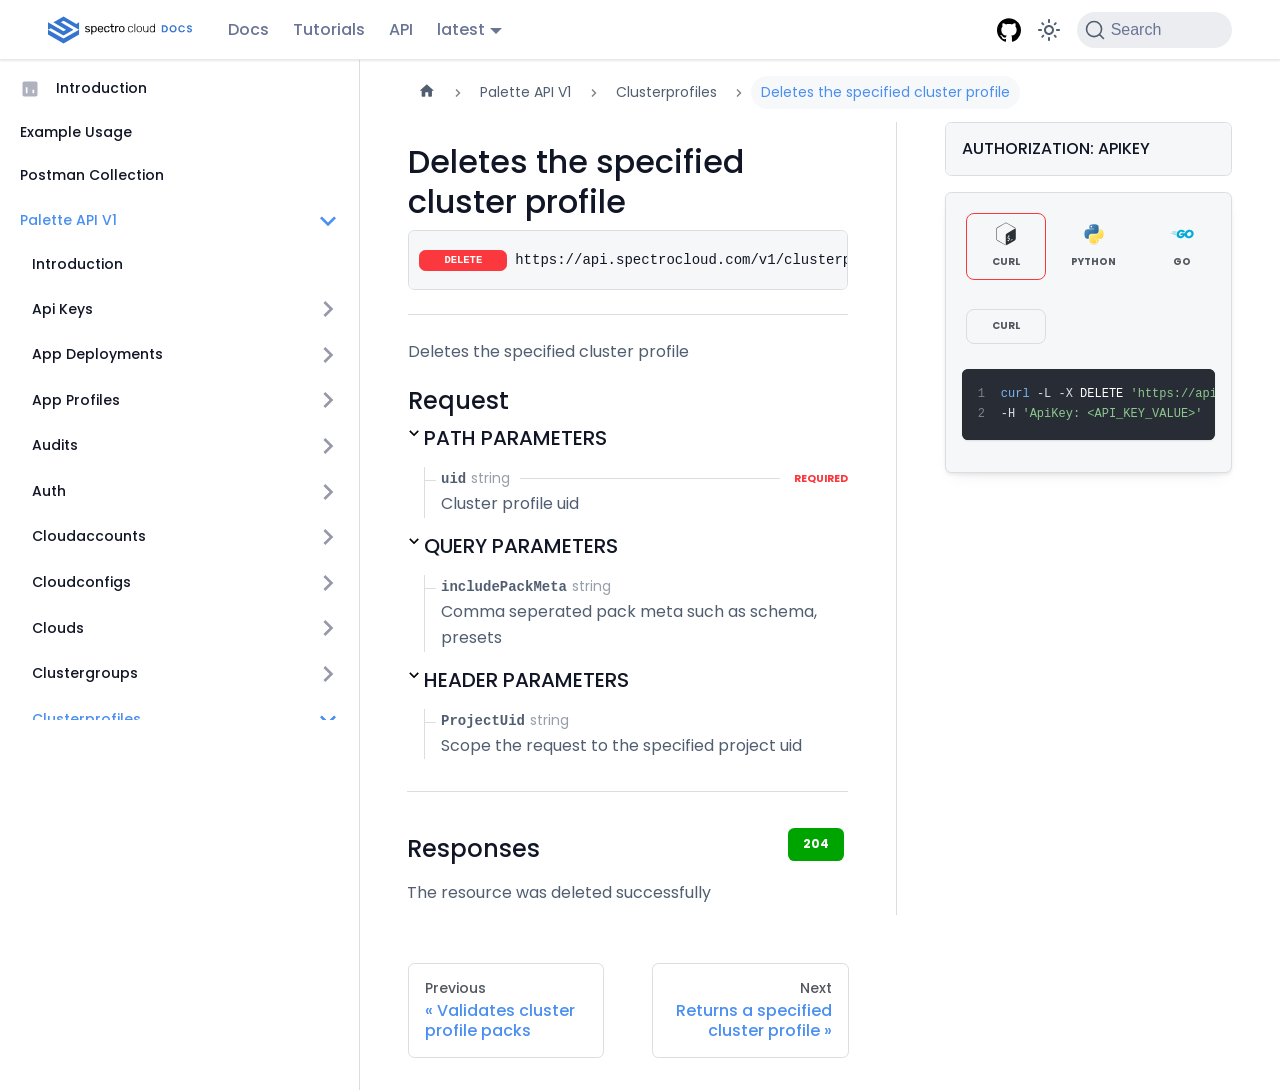 spectro cloud DOCS
Docs
Tutorials
API
latest
Search
Introduction
Example Usage
Postman Collection
Palette API V1
Introduction
Api Keys
App Deployments
App Profiles
Audits
Auth
Cloudaccounts
Cloudconfigs
Clouds
Clustergroups
Clusterprofiles
Palette API V1
Clusterprofiles
Deletes the specified cluster profile
Deletes the specified
cluster profile
DELETE https://api.spectrocloud.com/v1/clusterp
Deletes the specified cluster profile
Request
PATH PARAMETERS
uid string REQUIRED
Cluster profile uid
QUERY PARAMETERS
includePackMeta string
Comma seperated pack meta such as schema,
presets
HEADER PARAMETERS
ProjectUid string
Scope the request to the specified project uid
Responses
204
The resource was deleted successfully
Previous
« Validates cluster
profile packs
Next
Returns a specified
cluster profile »
AUTHORIZATION: APIKEY
CURL
PYTHON
GO
CURL
1 curl -L -X DELETE 'https://api
2 -H 'ApiKey: <API_KEY_VALUE>'